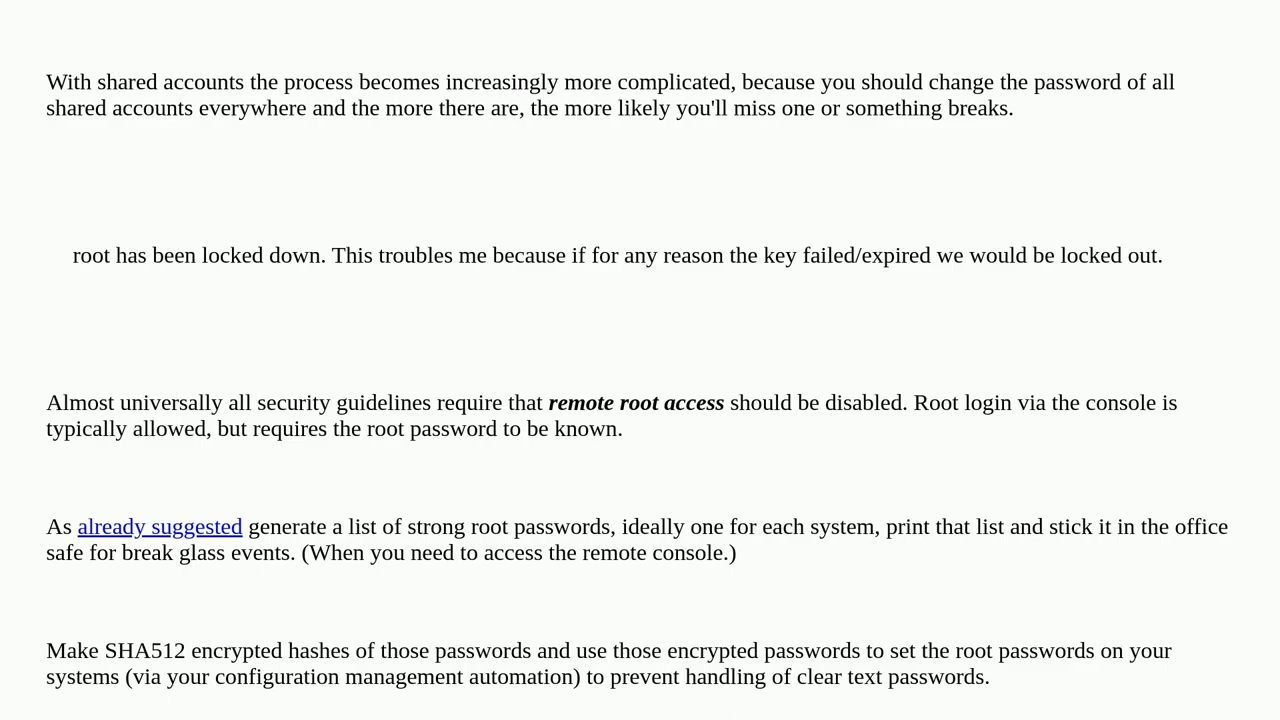 With shared accounts the process becomes increasingly more complicated, because you should change the password of all
shared accounts everywhere and the more there are, the more likely you'll miss one or something breaks.
root has been locked down. This troubles me because if for any reason the key failed/expired we would be locked out.
Almost universally all security guidelines require that remote root access should be disabled. Root login via the console is
typically allowed, but requires the root password to be known.
As already suggested generate a list of strong root passwords, ideally one for each system, print that list and stick it in the office
safe for break glass events. (When you need to access the remote console.)
Make SHA512 encrypted hashes of those passwords and use those encrypted passwords to set the root passwords on your
systems (via your configuration management automation) to prevent handling of clear text passwords.